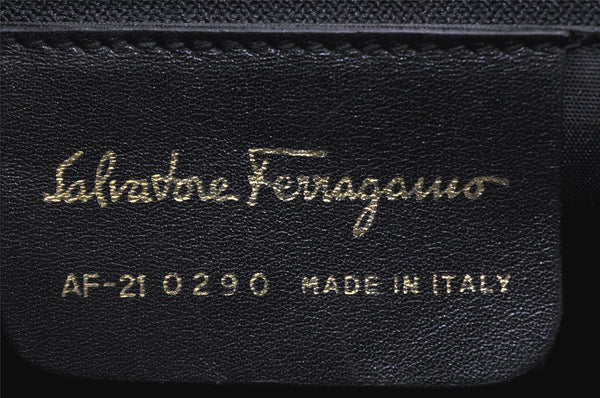 Salvatore Ferragamo
AF-21 0290 MADE IN ITALY